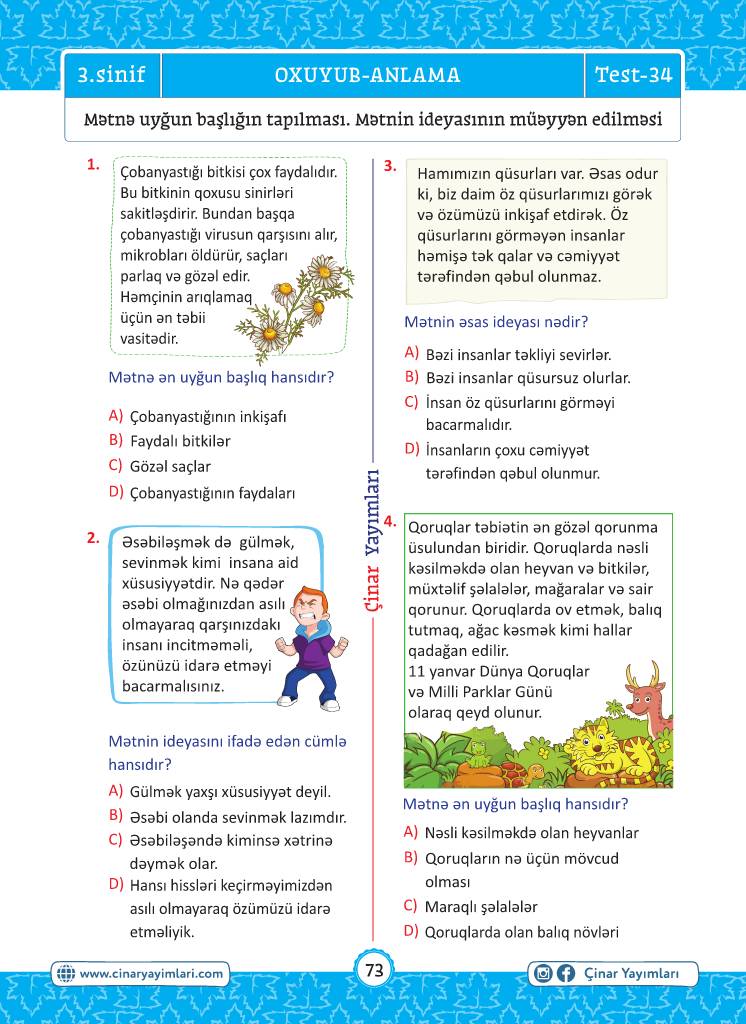 3.sinif
OXUYUB-ANLAMA
Test-34
Mətnə uyğun başlığın tapılması. Mətnin ideyasının müəyyən edilməsi
1.
Çobanyastığı bitkisi çox faydalıdır.
Bu bitkinin qoxusu sinirləri
sakitləşdirir. Bundan başqa
çobanyastığı virusun qarşısını alır,
mikrobları öldürür, saçları
parlaq və gözəl edir.
Həmçinin arıqlamaq
üçün ən təbii
vasitədir.
Mətnə ən uyğun başlıq hansıdır?
A) Çobanyastığının inkişafı
B) Faydalı bitkilər
C) Gözəl saçlar
D) Çobanyastığının faydaları
2.
Əsəbiləşmək də gülmək,
sevinmək kimi insana aid
xüsusiyyətdir. Nə qədər
əsəbi olmağınızdan asılı
olmayaraq qarşınızdakı
insanı incitməməli,
özünüzü idarə etməyi
bacarmalısınız.
Mətnin ideyasını ifadə edən cümlə
hansıdır?
A) Gülmək yaxşı xüsusiyyət deyil.
B) Əsəbi olanda sevinmək lazımdır.
C) Əsəbiləşəndə kiminsə xətrinə
dəymək olar.
D) Hansı hissləri keçirməyimizdən
asılı olmayaraq özümüzü idarə
etməliyik.
Çinar Yayımları
3.
Hamımızın qüsurları var. Əsas odur
ki, biz daim öz qüsurlarımızı görək
və özümüzü inkişaf etdirək. Öz
qüsurlarını görməyən insanlar
həmişə tək qalar və cəmiyyət
tərəfindən qəbul olunmaz.
Mətnin əsas ideyası nədir?
A) Bəzi insanlar təkliyi sevirlər.
B) Bəzi insanlar qüsursuz olurlar.
C) İnsan öz qüsurlarını görməyi
bacarmalıdır.
D) İnsanların çoxu cəmiyyət
tərəfindən qəbul olunmur.
4.
Qoruqlar təbiətin ən gözəl qorunma
üsulundan biridir. Qoruqlarda nəsli
kəsilməkdə olan heyvan və bitkilər,
müxtəlif şəlalələr, mağaralar və sair
qorunur. Qoruqlarda ov etmək, balıq
tutmaq, ağac kəsmək kimi hallar
qadağan edilir.
11 yanvar Dünya Qoruqlar
və Milli Parklar Günü
olaraq qeyd olunur.
Mətnə ən uyğun başlıq hansıdır?
A) Nəsli kəsilməkdə olan heyvanlar
B) Qoruqların nə üçün mövcud
olması
C) Maraqlı şəlalələr
D) Qoruqlarda olan balıq növləri
www.cinaryayimlari.com
73
Çinar Yayımları